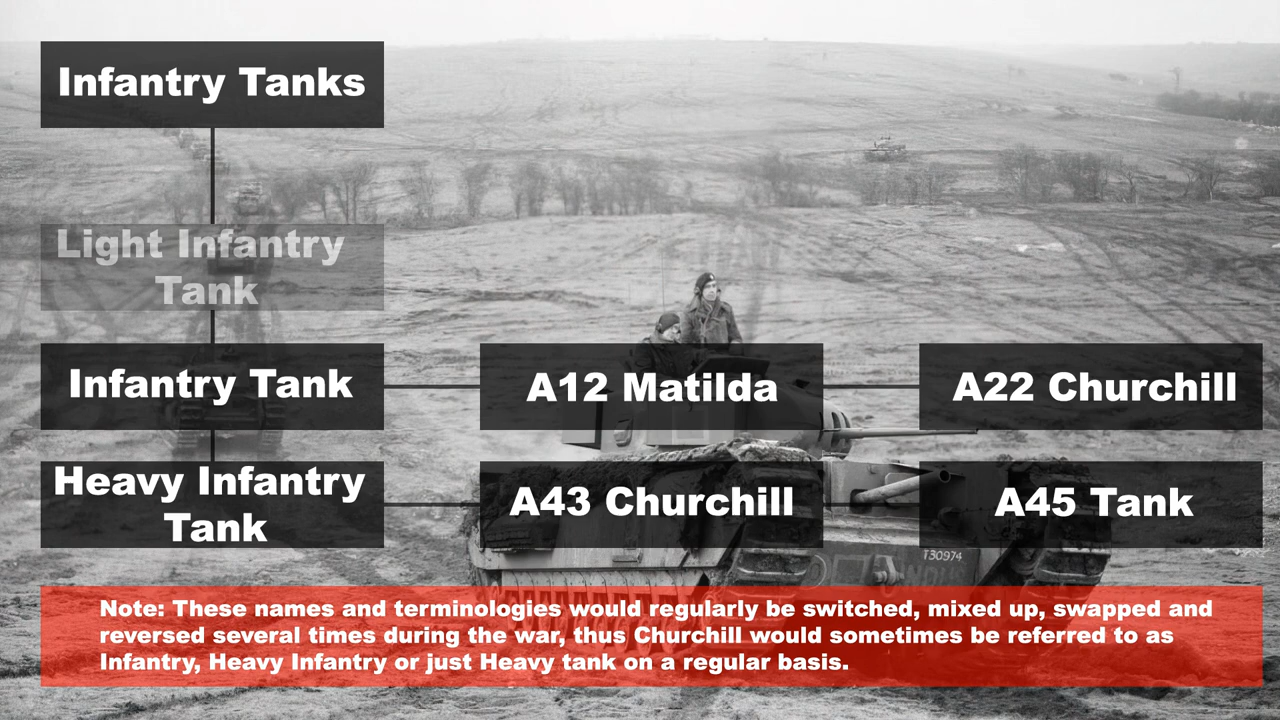 Infantry Tanks
Light Infantry
Tank
Infantry Tank
A12 Matilda
A22 Churchill
Heavy Infantry
Tank
A43 Churchill
A45 Tank
T30974
Note: These names and terminologies would regularly be switched, mixed up, swapped and
reversed several times during the war, thus Churchill would sometimes be referred to as
Infantry, Heavy Infantry or just Heavy tank on a regular basis.